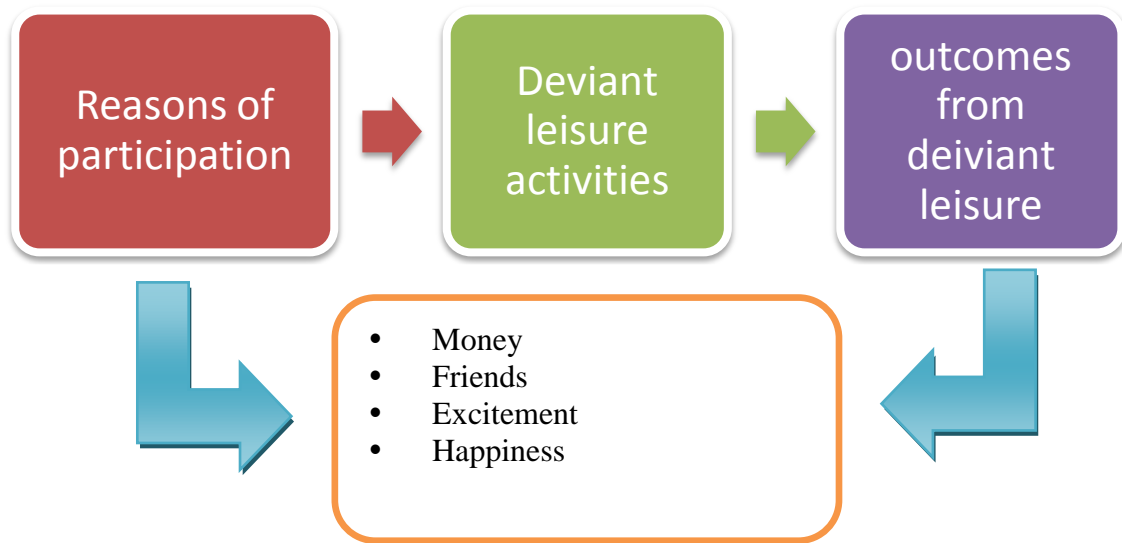 Reasons of
participation
Deviant
leisure
activities
outcomes
from
deiviant
leisure
• Money
• Friends
• Excitement
• Happiness